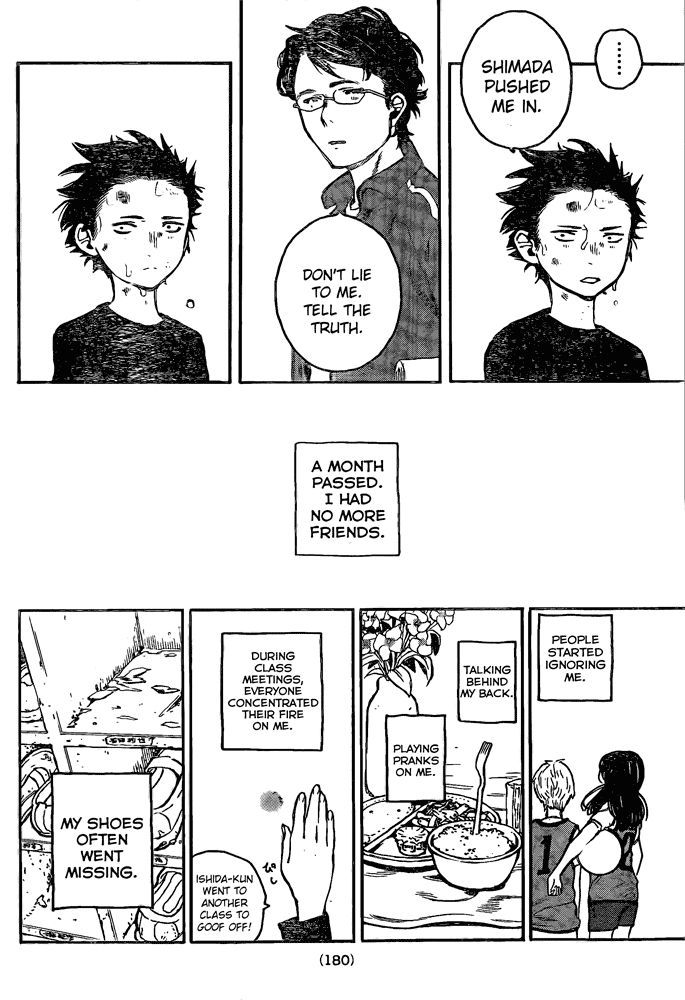 ......
SHIMADA
PUSHED
ME IN.
DON'T LIE
TO ME.
TELL THE
TRUTH.
A MONTH
PASSED.
I HAD
NO MORE
FRIENDS.
PEOPLE
STARTED
IGNORING
ME.
1
2
TALKING
BEHIND
MY BACK.
PLAYING
PRANKS
ON ME.
DURING
CLASS
MEETINGS,
EVERYONE
CONCENTRATED
THEIR FIRE
ON ME.
ISHIDA-KUN
WENT TO
ANOTHER
CLASS TO
GOOF OFF!
MY SHOES
OFTEN
WENT
MISSING.
(180)